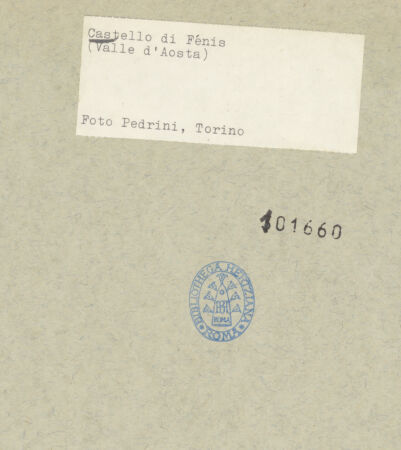 Castello di Fénis
(Valle d'Aosta)
Foto Pedrini, Torino
101660
BIBLIOTHECA HERTZIANA
ROMA